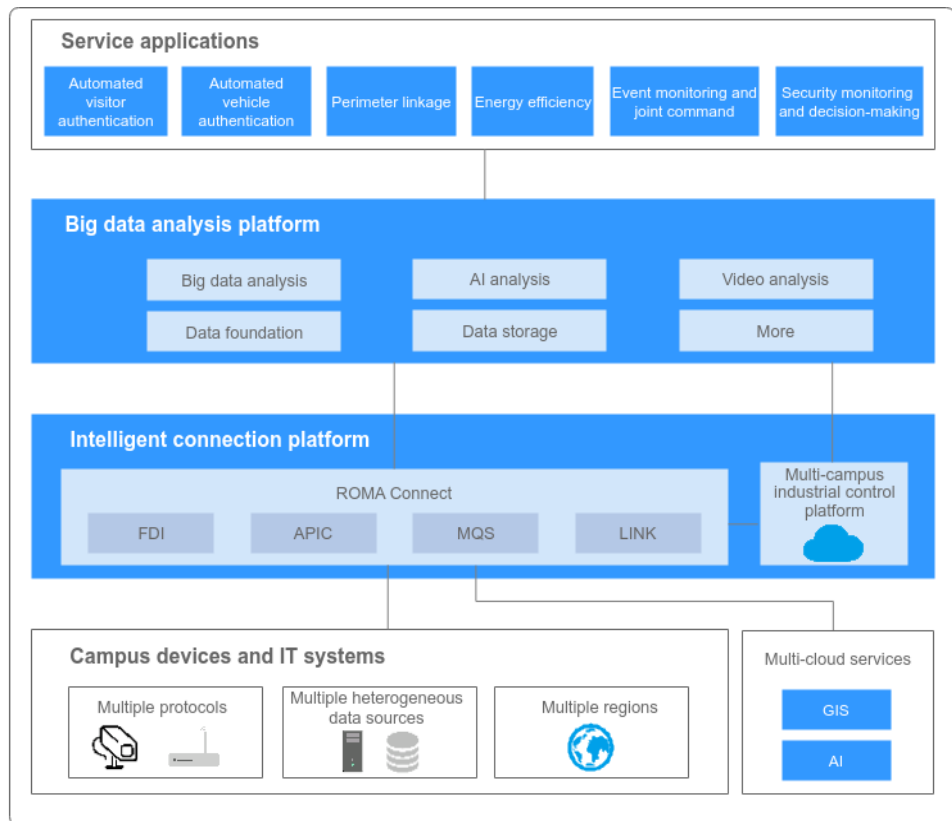 Service applications
Automated
visitor
authentication
Automated
vehicle
authentication
Perimeter linkage
Energy efficiency
Event monitoring and
joint command
Security monitoring
and decision-making
Big data analysis platform
Big data analysis
AI analysis
Video analysis
Data foundation
Data storage
More
Intelligent connection platform
ROMA Connect
FDI
APIC
MQS
LINK
Multi-campus
industrial control
platform
Campus devices and IT systems
Multiple protocols
Multiple heterogeneous
data sources
Multiple regions
Multi-cloud services
GIS
AI